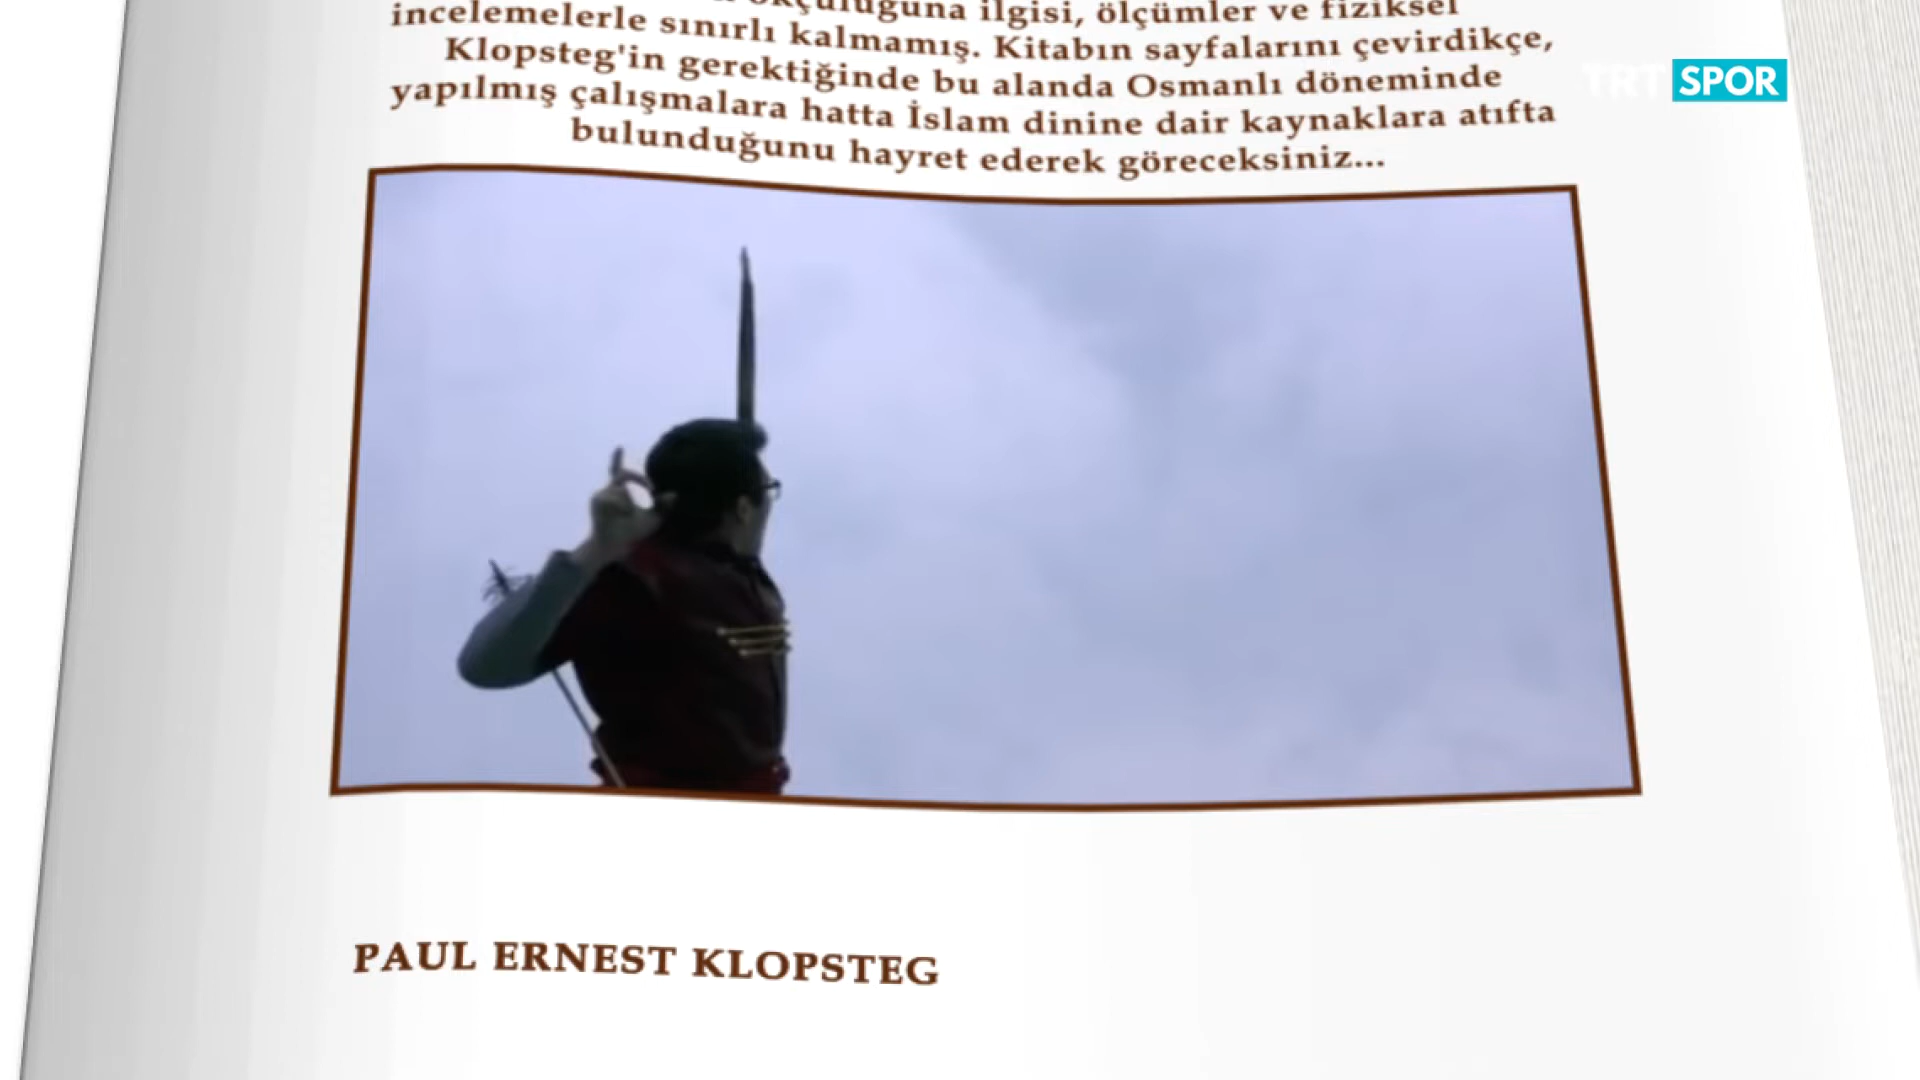 okçuluğuna ilgisi, ölçümler ve fiziksel
incelemelerle sınırlı kalmamış. Kitabın sayfalarını çevirdikçe,
Klopsteg'in gerektiğinde bu alanda Osmanlı döneminde
yapılmış çalışmalara hatta İslam dinine dair kaynaklara atıfta
bulunduğunu hayret ederek göreceksiniz...
TRT SPOR
PAUL ERNEST KLOPSTEG